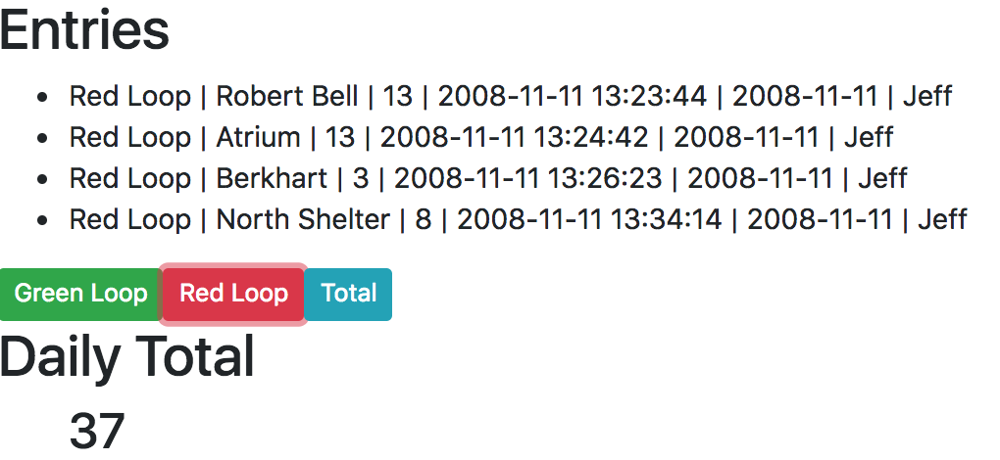 Entries
Red Loop | Robert Bell | 13 | 2008-11-11 13:23:44 | 2008-11-11 | Jeff
Red Loop | Atrium | 13 | 2008-11-11 13:24:42 | 2008-11-11 | Jeff
Red Loop | Berkhart | 3 | 2008-11-11 13:26:23 | 2008-11-11 | Jeff
Red Loop | North Shelter | 8 | 2008-11-11 13:34:14 | 2008-11-11 | Jeff
Green Loop Red Loop Total
Daily Total
37